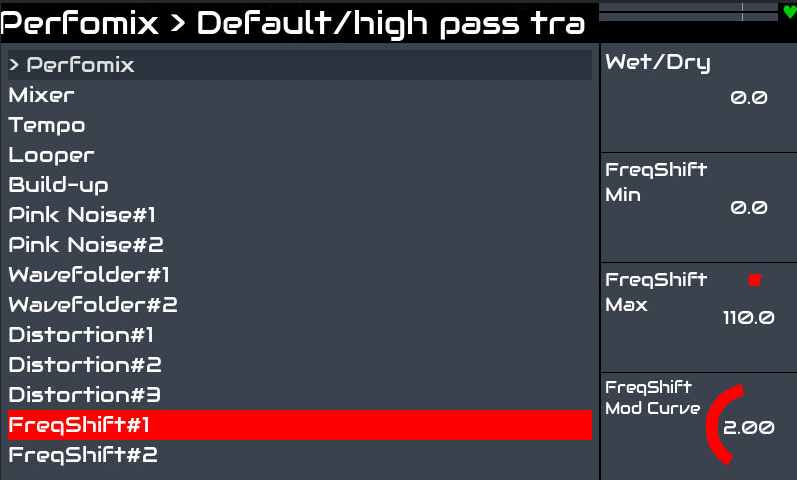 Perfomix > Default/high pass tra
> Perfomix
Mixer
Tempo
Looper
Build-up
Pink Noise#1
Pink Noise#2
Wavefolder#1
Wavefolder#2
Distortion#1
Distortion#2
Distortion#3
FreqShift#1
FreqShift#2
Wet/Dry
0.0
FreqShift
Min
0.0
FreqShift
Max
110.0
FreqShift
Mod Curve
2.00